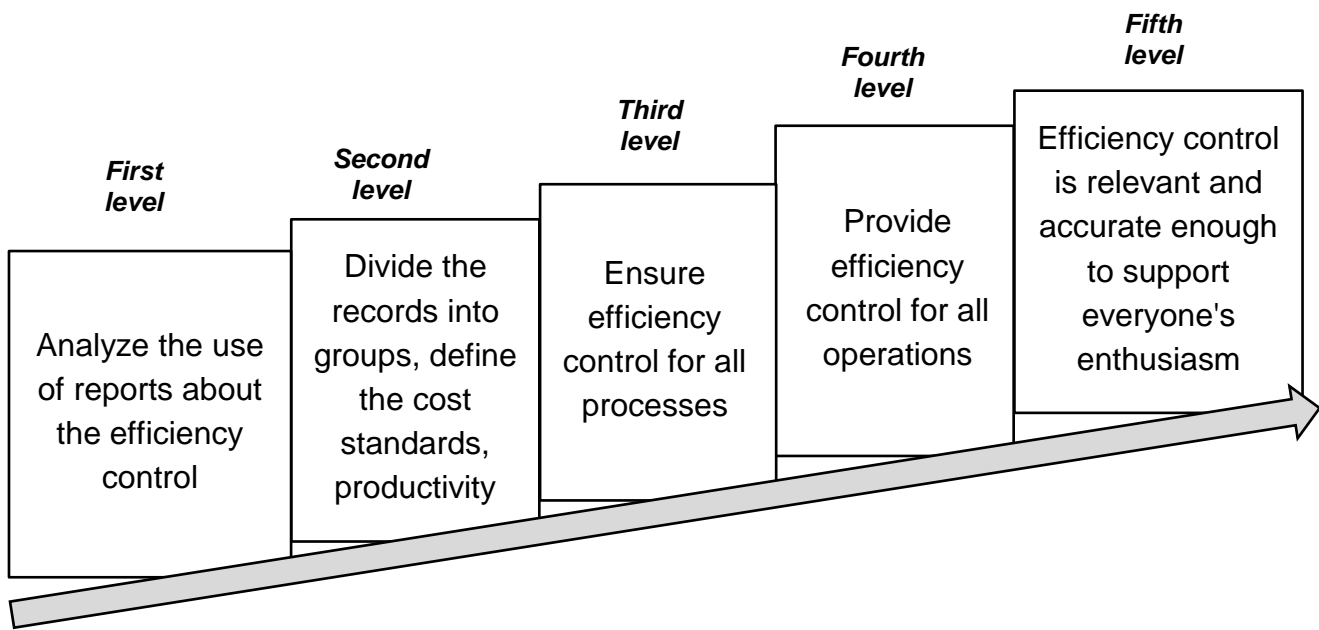 First
level
Analyze the use
of reports about
the efficiency
control
Second
level
Divide the
records into
groups, define
the cost
standards,
productivity
Third
level
Ensure
efficiency
control for all
processes
Fourth
level
Provide
efficiency
control for all
operations
Fifth
level
Efficiency control
is relevant and
accurate enough
to support
everyone's
enthusiasm